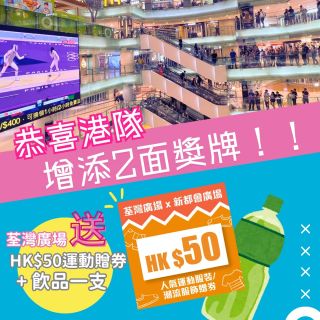 恭喜港隊
增添2面獎牌！！
荃灣廣場 送
HK$50運動贈券
+ 飲品一支
荃灣廣場 x 新都會廣場
HK $50
人氣運動服裝/
潮流服飾贈券